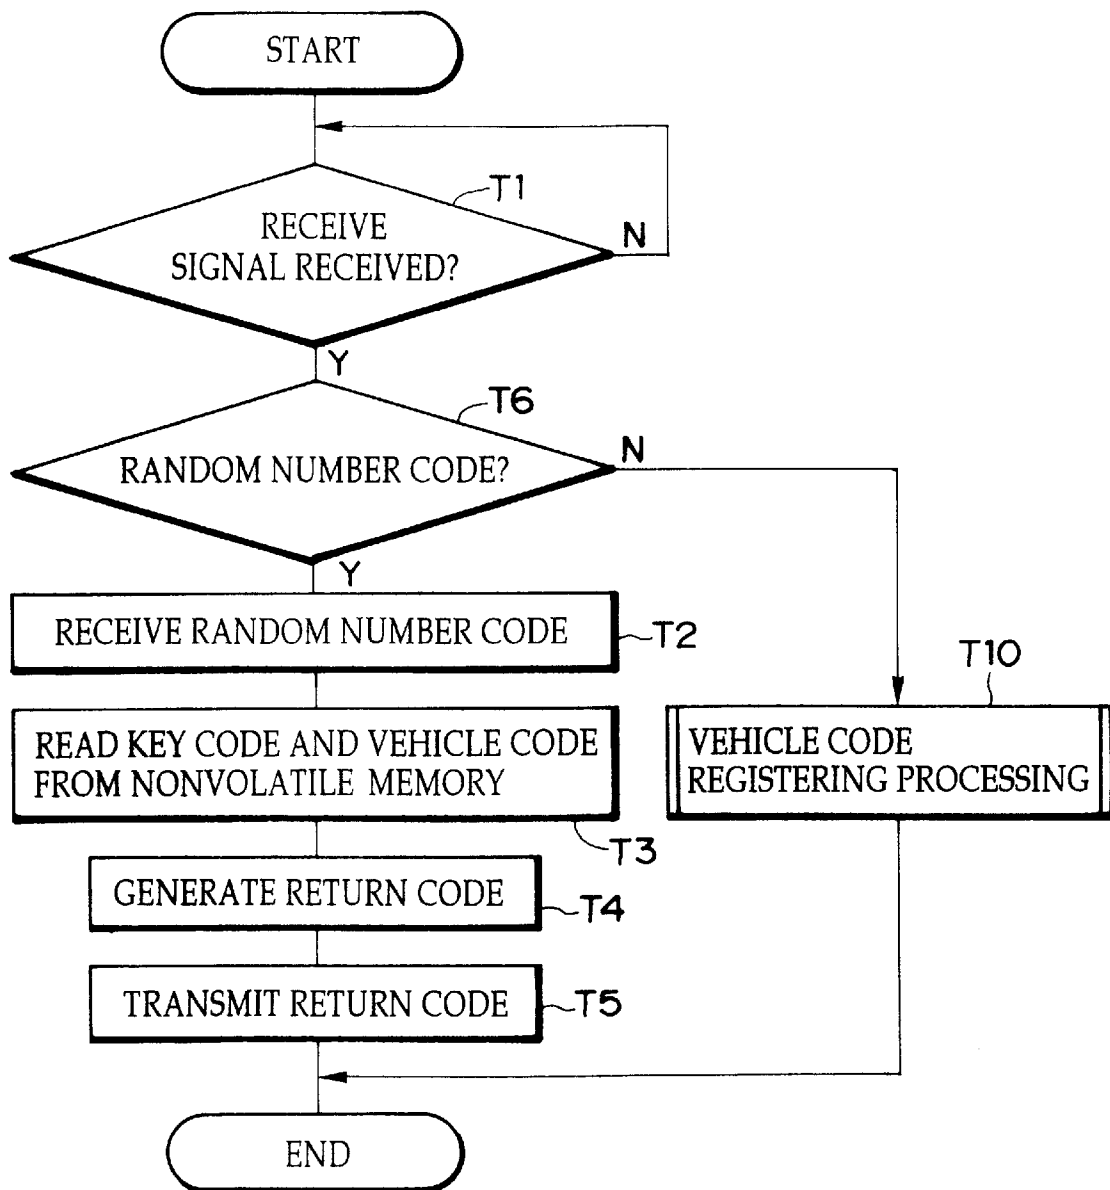 START
T1
RECEIVE
SIGNAL RECEIVED?
N
Y
T6
RANDOM NUMBER CODE?
N
Y
RECEIVE RANDOM NUMBER CODE
T2
T10
READ KEY CODE AND VEHICLE CODE
FROM NONVOLATILE MEMORY
T3
VEHICLE CODE
REGISTERING PROCESSING
GENERATE RETURN CODE
T4
TRANSMIT RETURN CODE
T5
END